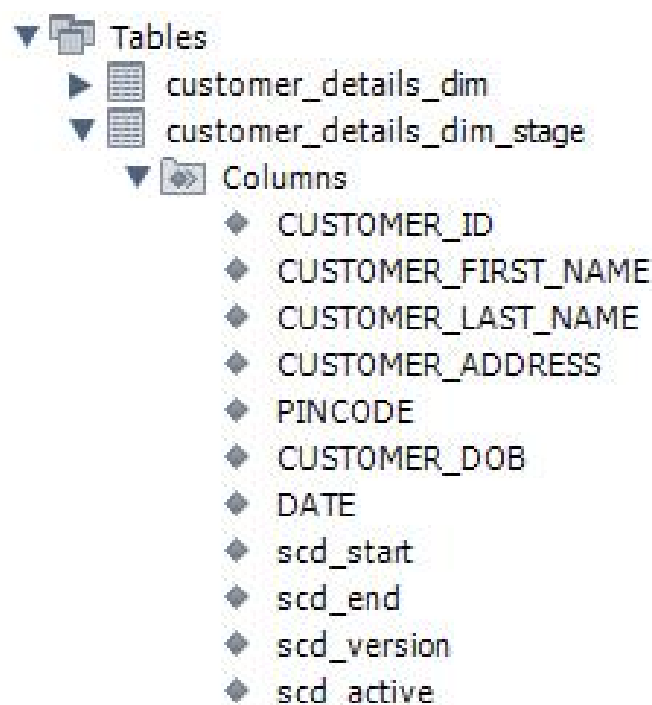 Tables
customer_details_dim
customer_details_dim_stage
Columns
CUSTOMER_ID
CUSTOMER_FIRST_NAME
CUSTOMER_LAST_NAME
CUSTOMER_ADDRESS
PINCODE
CUSTOMER_DOB
DATE
scd_start
scd_end
scd_version
scd_active